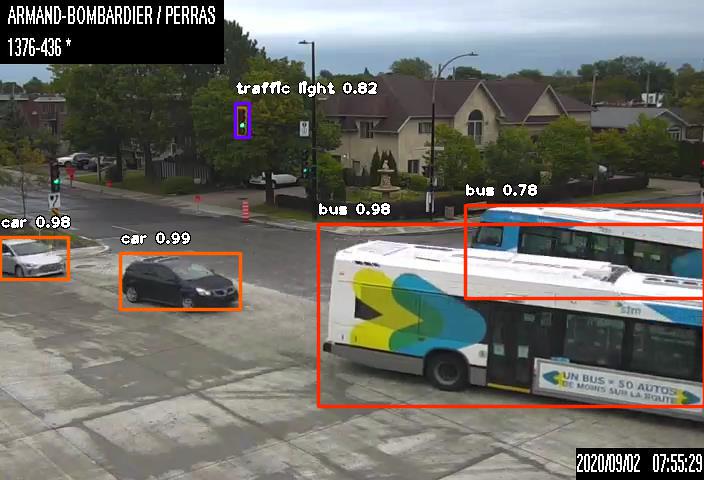 ARMAND-BOMBARDIER / PERRAS
1376-436 *
traffic light 0.82
bus 0.78
bus 0.98
car 0.98
car 0.99
stm
UN BUS = 50 AUTOS
DE MOINS SUR LA ROUTE
2020/09/02 07:55:29